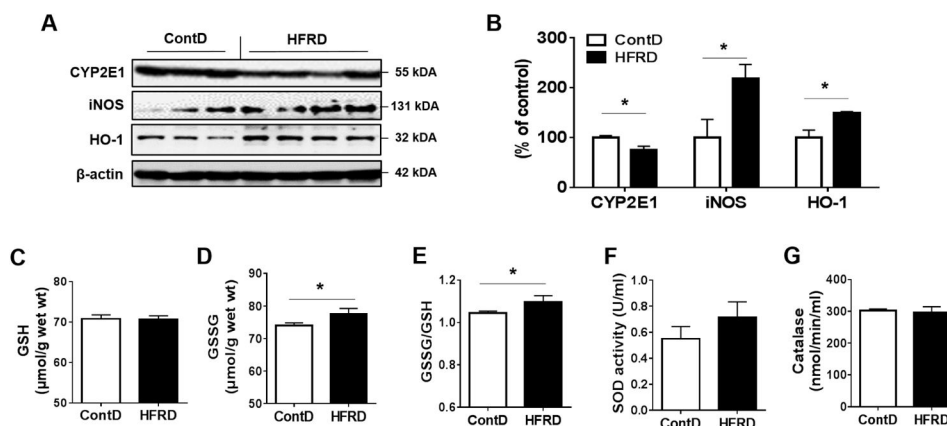 A
ContD
HFRD
CYP2E1
55 kDA
iNOS
131 kDA
HO-1
32 kDA
β-actin
42 kDA
B
(% of control)
300
200
100
0
ContD
HFRD
*
*
*
CYP2E1
iNOS
HO-1
C
GSH
(µmol/g wet wt)
80
70
60
50
ContD
HFRD
D
GSSG
(µmol/g wet wt)
90
80
70
60
50
*
ContD
HFRD
E
GSSG/GSH
1.2
1.0
0.8
0.6
*
ContD
HFRD
F
SOD activity (U/ml)
1.0
0.8
0.6
0.4
0.2
0.0
ContD
HFRD
G
Catalase
(nmol/min/ml)
400
300
200
100
0
ContD
HFRD